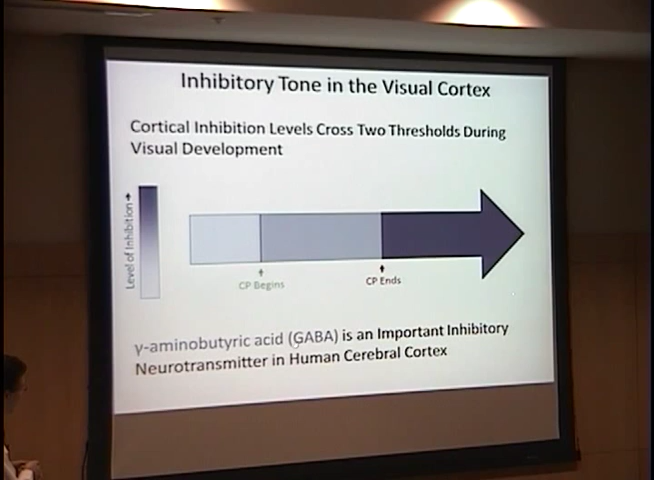 Inhibitory Tone in the Visual Cortex
Cortical Inhibition Levels Cross Two Thresholds During
Visual Development
Level of Inhibition→
CP Begins
CP Ends
γ-aminobutyric acid (GABA) is an Important Inhibitory
Neurotransmitter in Human Cerebral Cortex